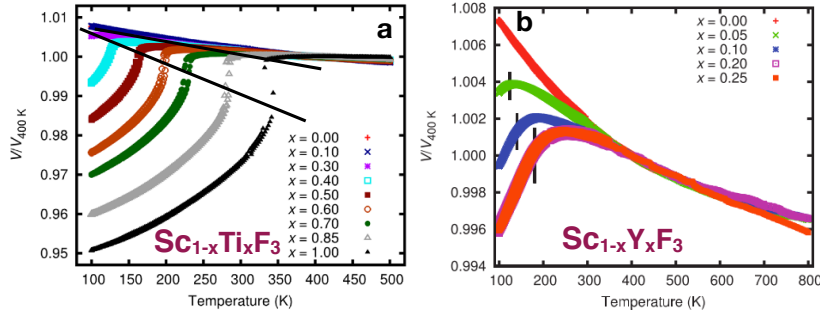 a
V/V400 K
1.01
1.00
0.99
0.98
0.97
0.96
0.95
x = 0.00
x = 0.10
x = 0.30
x = 0.40
x = 0.50
x = 0.60
x = 0.70
x = 0.85
x = 1.00
Sc1-xTixF3
100 150 200 250 300 350 400 450 500
Temperature (K)
b
V/V400 K
1.008
1.006
1.004
1.002
1.000
0.998
0.996
0.994
x = 0.00
x = 0.05
x = 0.10
x = 0.20
x = 0.25
Sc1-xYxF3
100 200 300 400 500 600 700 800
Temperature (K)